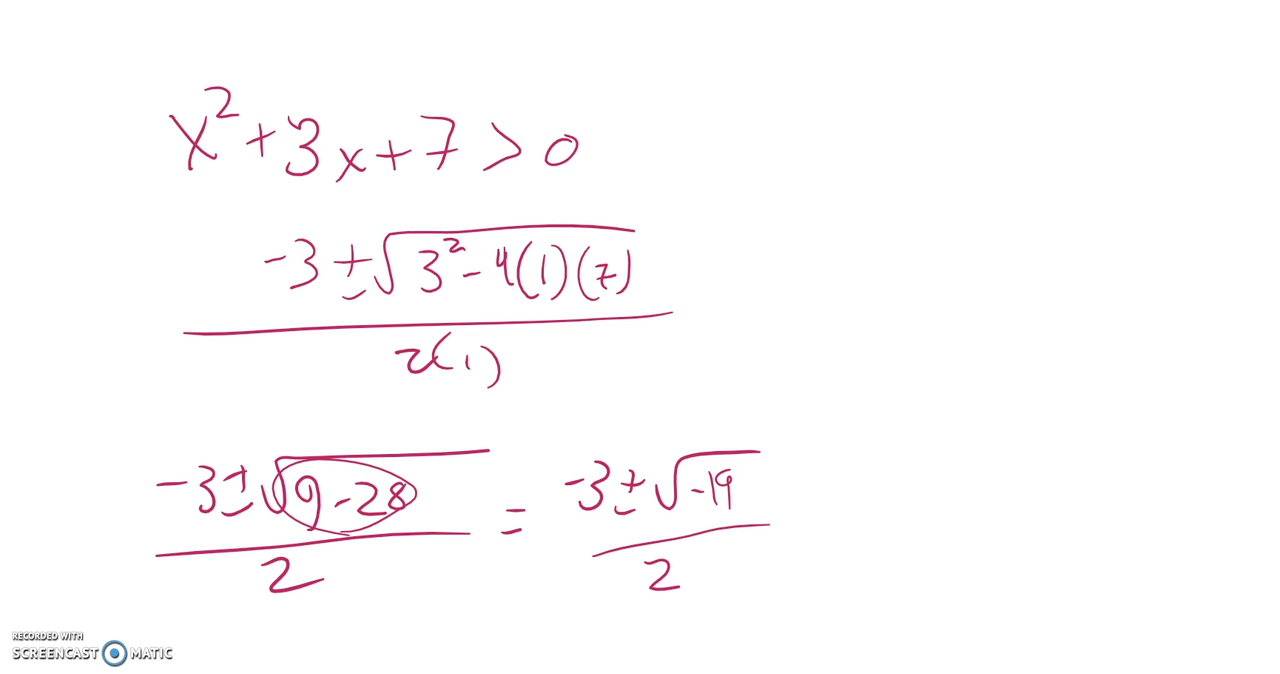 x² + 3x + 7 > 0
-3 ± √(3² - 4(1)(7))
2(1)
-3 ± √(9 - 28) = -3 ± √(-19)
2 2
RECORDED WITH
SCREENCAST MATIC